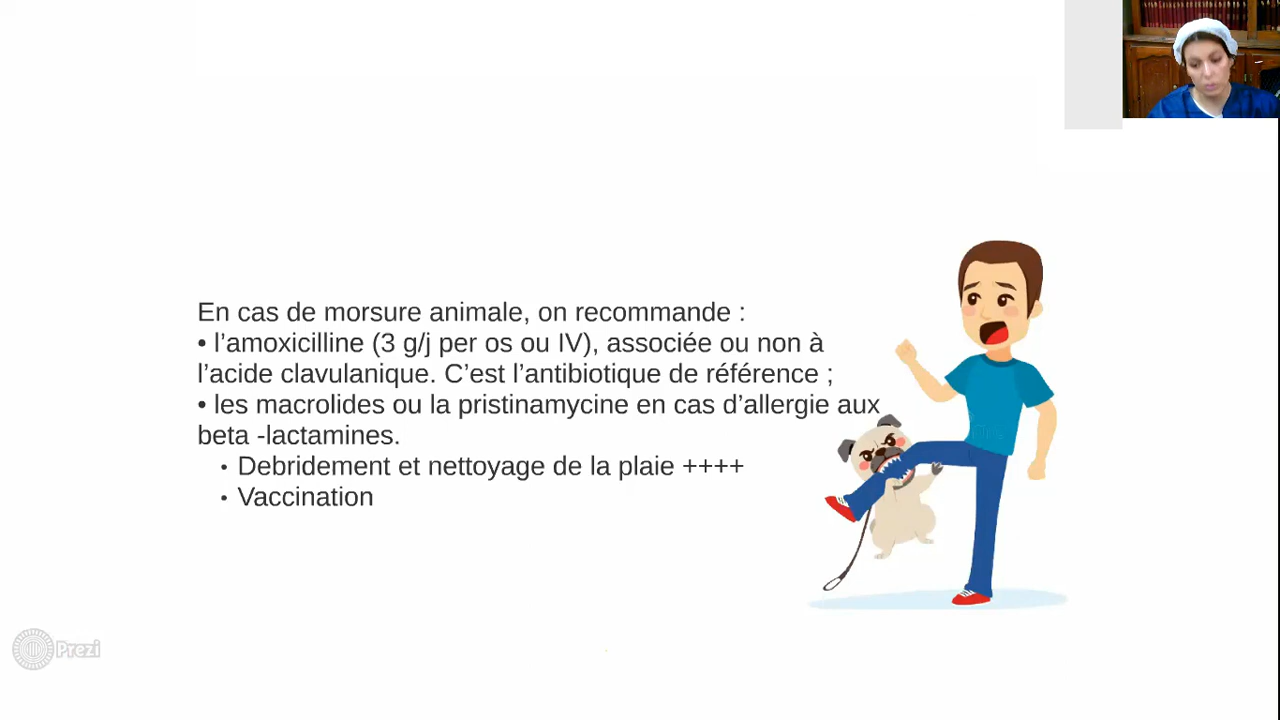 En cas de morsure animale, on recommande :
• l’amoxicilline (3 g/j per os ou IV), associée ou non à
l’acide clavulanique. C’est l’antibiotique de référence ;
• les macrolides ou la pristinamycine en cas d’allergie aux
beta -lactamines.
• Debridement et nettoyage de la plaie ++++
• Vaccination
Prezi